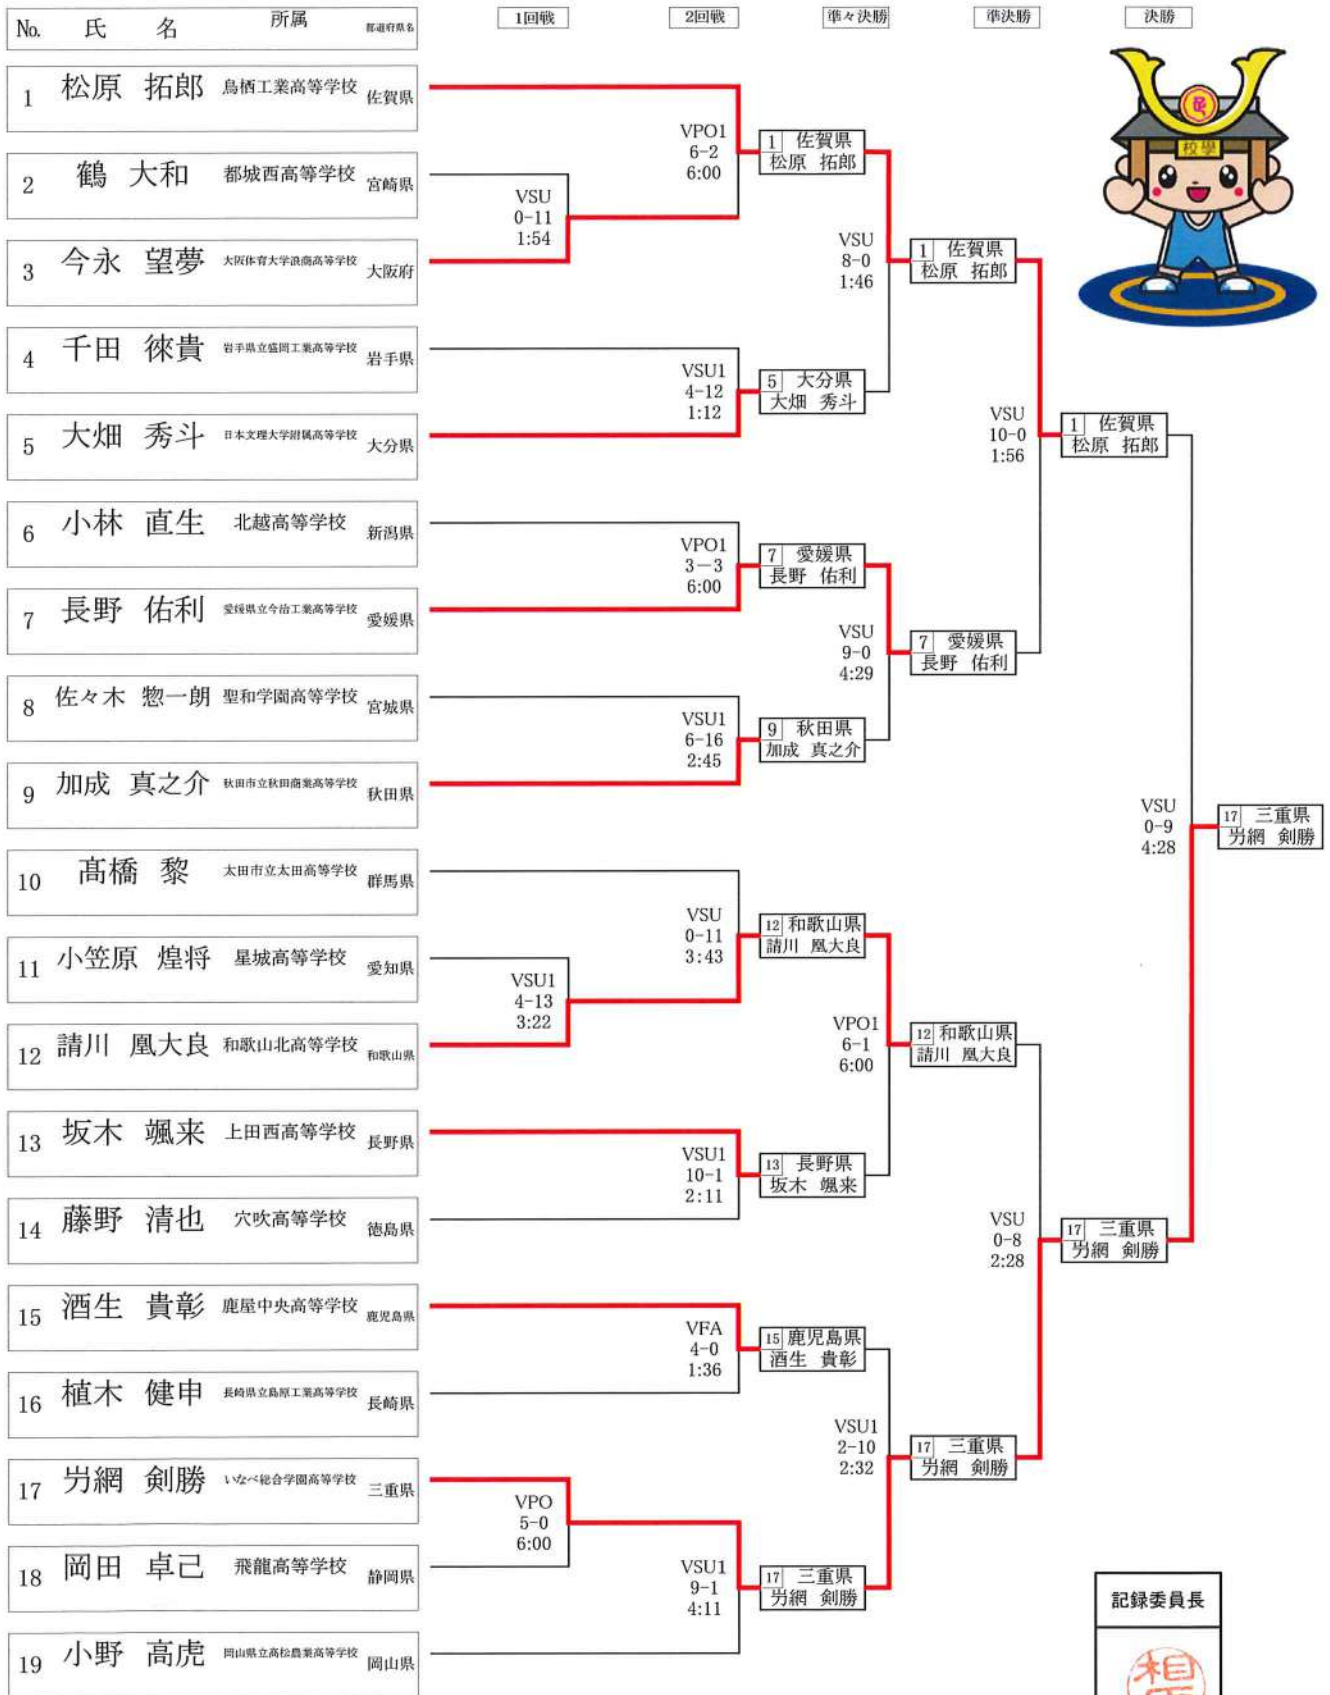 No. 氏 名 所属 都道府県名 1回戦 2回戦 準々決勝 準決勝 決勝
1 松原 拓郎 鳥栖工業高等学校 佐賀県
2 鶴 大和 都城西高等学校 宮崎県
3 今永 望夢 大阪体育大学浪商高等学校 大阪府
4 千田 徠貴 岩手県立盛岡工業高等学校 岩手県
5 大畑 秀斗 日本文理大学附属高等学校 大分県
6 小林 直生 北越高等学校 新潟県
7 長野 佑利 愛媛県立今治工業高等学校 愛媛県
8 佐々木 惣一朗 聖和学園高等学校 宮城県
9 加成 真之介 秋田市立秋田商業高等学校 秋田県
10 髙橋 黎 太田市立太田高等学校 群馬県
11 小笠原 煌将 星城高等学校 愛知県
12 請川 凰大良 和歌山北高等学校 和歌山県
13 坂木 颯来 上田西高等学校 長野県
14 藤野 清也 穴吹高等学校 徳島県
15 酒生 貴彰 鹿屋中央高等学校 鹿児島県
16 植木 健申 長崎県立島原工業高等学校 長崎県
17 屶網 剣勝 いなべ総合学園高等学校 三重県
18 岡田 卓己 飛龍高等学校 静岡県
19 小野 高虎 岡山県立高松農業高等学校 岡山県
VSU
0-11
1:54
VSU1
4-13
3:22
VPO
5-0
6:00
VPO1
6-2
6:00
VSU1
4-12
1:12
VPO1
3-3
6:00
VSU1
6-16
2:45
VSU
0-11
3:43
VSU1
10-1
2:11
VFA
4-0
1:36
VSU1
9-1
4:11
1 佐賀県
松原 拓郎
5 大分県
大畑 秀斗
7 愛媛県
長野 佑利
9 秋田県
加成 真之介
12 和歌山県
請川 凰大良
13 長野県
坂木 颯来
15 鹿児島県
酒生 貴彰
17 三重県
屶網 剣勝
VSU
8-0
1:46
VSU
9-0
4:29
VPO1
6-1
6:00
VSU1
2-10
2:32
1 佐賀県
松原 拓郎
7 愛媛県
長野 佑利
12 和歌山県
請川 凰大良
17 三重県
屶網 剣勝
VSU
10-0
1:56
VSU
0-8
2:28
1 佐賀県
松原 拓郎
17 三重県
屶網 剣勝
VSU
0-9
4:28
17 三重県
屶網 剣勝
校學
記録委員長